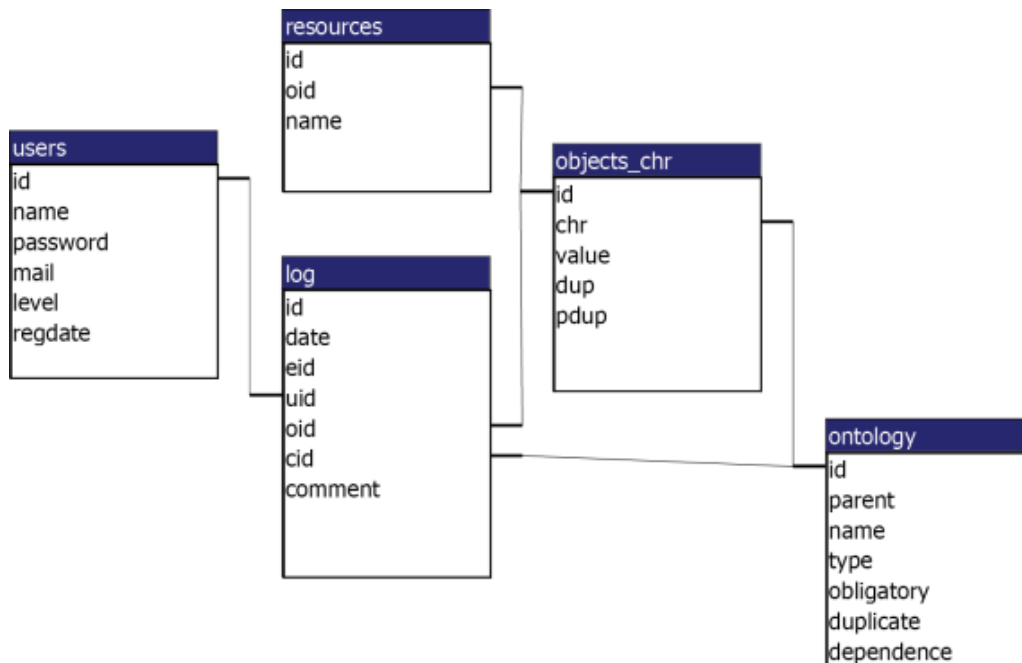 resources
id
oid
name
users
id
name
password
mail
level
regdate
objects_chr
id
chr
value
dup
pdup
log
id
date
eid
uid
oid
cid
comment
ontology
id
parent
name
type
obligatory
duplicate
dependence